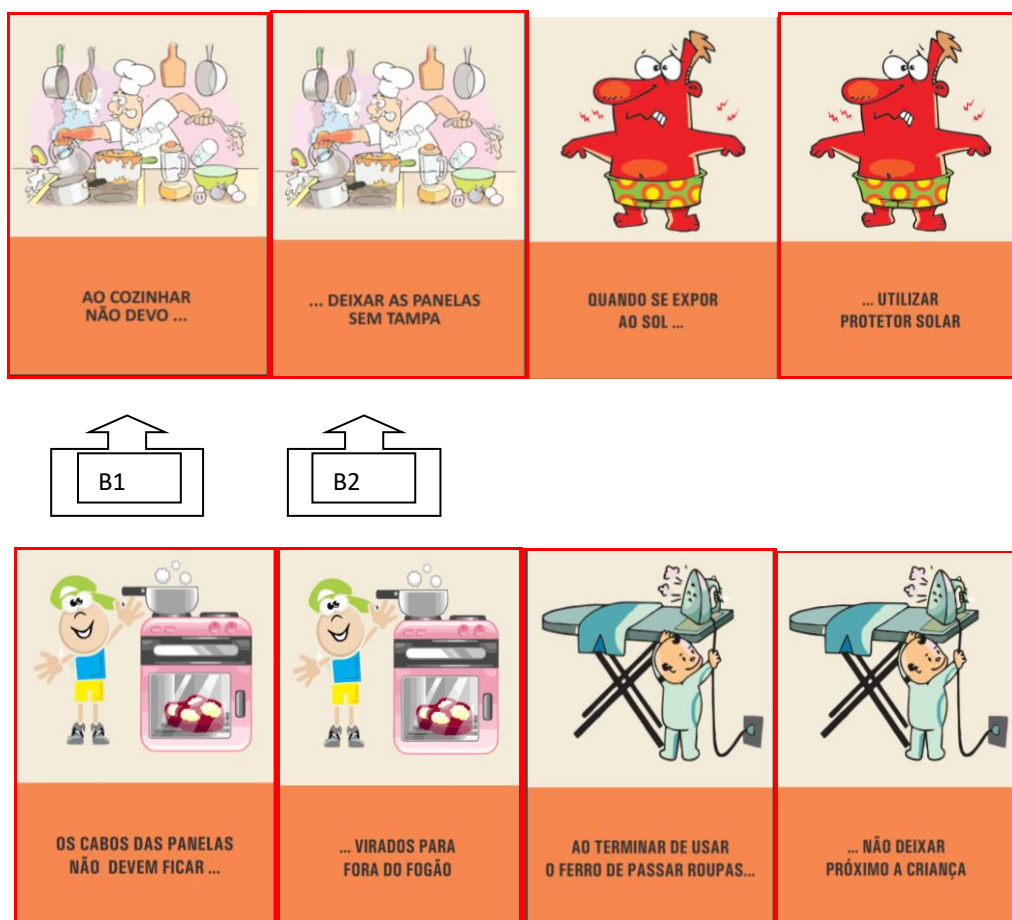 AO COZINHAR
NÃO DEVO ...
... DEIXAR AS PANELAS
SEM TAMPA
QUANDO SE EXPOR
AO SOL ...
... UTILIZAR
PROTETOR SOLAR
B1
B2
OS CABOS DAS PANELAS
NÃO DEVEM FICAR ...
... VIRADOS PARA
FORA DO FOGÃO
AO TERMINAR DE USAR
O FERRO DE PASSAR ROUPAS...
... NÃO DEIXAR
PRÓXIMO A CRIANÇA